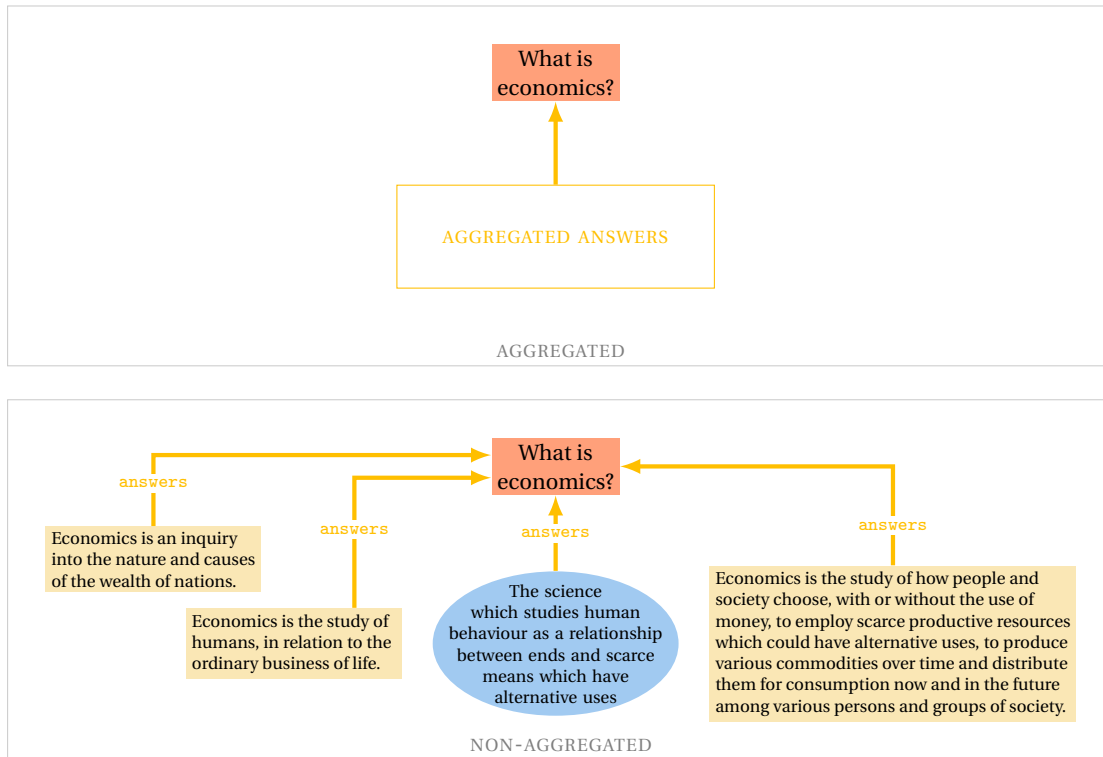 What is
economics?
AGGREGATED ANSWERS
AGGREGATED
What is
economics?
answers
answers
answers
answers
Economics is an inquiry
into the nature and causes
of the wealth of nations.
Economics is the study of
humans, in relation to the
ordinary business of life.
The science
which studies human
behaviour as a relationship
between ends and scarce
means which have
alternative uses
Economics is the study of how people and
society choose, with or without the use of
money, to employ scarce productive resources
which could have alternative uses, to produce
various commodities over time and distribute
them for consumption now and in the future
among various persons and groups of society.
NON-AGGREGATED